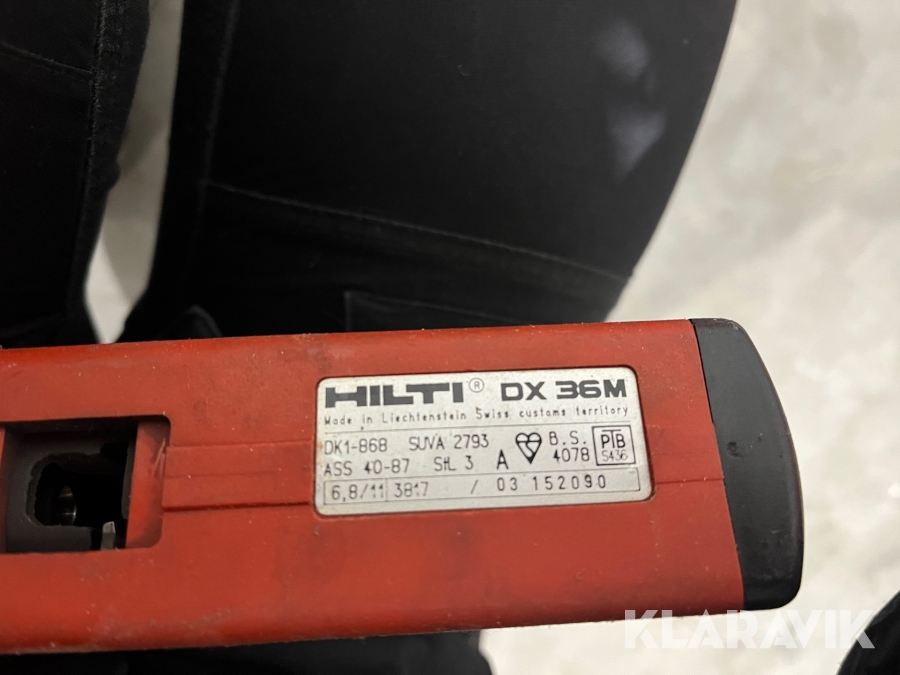 HILTI® DX 36M
Made in Liechtenstein Swiss customs territory
DK1-868 SUVA 2793 B.S. PTB
ASS 40-87 StL 3 A 4078 S436
6,8/11 3817 / 03 152090
KLARAVIK